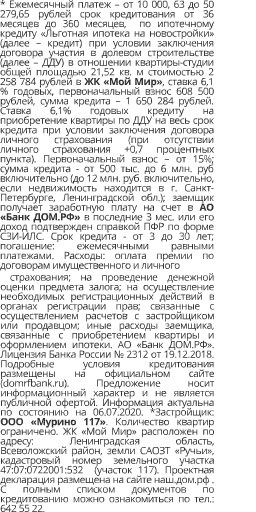 * Ежемесячный платеж – от 10 000, 63 до 50
279,65 рублей срок кредитования от 36
месяцев до 360 месяцев, по ипотечному
кредиту «Льготная ипотека на новостройки»
(далее – кредит) при условии заключения
договора участия в долевом строительстве
(далее – ДДУ) в отношении квартиры-студии
общей площадью 21,52 кв. м стоимостью 2
258 784 рублей в ЖК «Мой Мир», ставка 6,1
% годовых, первоначальный взнос 608 500
рублей, сумма кредита – 1 650 284 рублей.
Ставка 6,1% годовых кредиту на
приобретение квартиры по ДДУ на весь срок
кредита при условии заключения договора
личного страхования (при отсутствии
личного страхования +0,7 процентных
пункта). Первоначальный взнос – от 15%;
сумма кредита - от 500 тыс. до 6 млн. руб
включительно (до 12 млн. руб. включительно,
если недвижимость находится в г. Санкт-
Петербурге, Ленинградской обл.); заемщик
получает заработную плату на счет в АО
«Банк ДОМ.РФ» в последние 3 мес. или его
доход подтвержден справкой ПФР по форме
СЗИ-ИЛС. Срок кредита - от 3 до 30 лет;
погашение: ежемесячными равными
платежами. Расходы: оплата премии по
договорам имущественного и личного
страхования; на проведение денежной
оценки предмета залога; на осуществление
необходимых регистрационных действий в
органах регистрации прав; связанные с
осуществлением расчетов с застройщиком
или продавцом; иные расходы заемщика,
связанные с приобретением квартиры и
оформлением ипотеки. АО «Банк ДОМ.РФ».
Лицензия Банка России № 2312 от 19.12.2018.
Подробные условия кредитования
размещены на официальном сайте
(domrfbank.ru). Предложение носит
информационный характер и не является
публичной офертой. Информация актуальна
по состоянию на 06.07.2020. *Застройщик:
ООО «Мурино 117». Количество квартир
ограничено. ЖК «Мой Мир» расположен по
адресу: Ленинградская область,
Всеволожский район, земли САОЗТ «Ручьи»,
кадастровый номер земельного участка
47:07:0722001:532 (участок 117). Проектная
декларация размещена на сайте наш.дом.рф .
С полным списком документов по
кредитованию можно ознакомиться по тел.:
642 55 22.